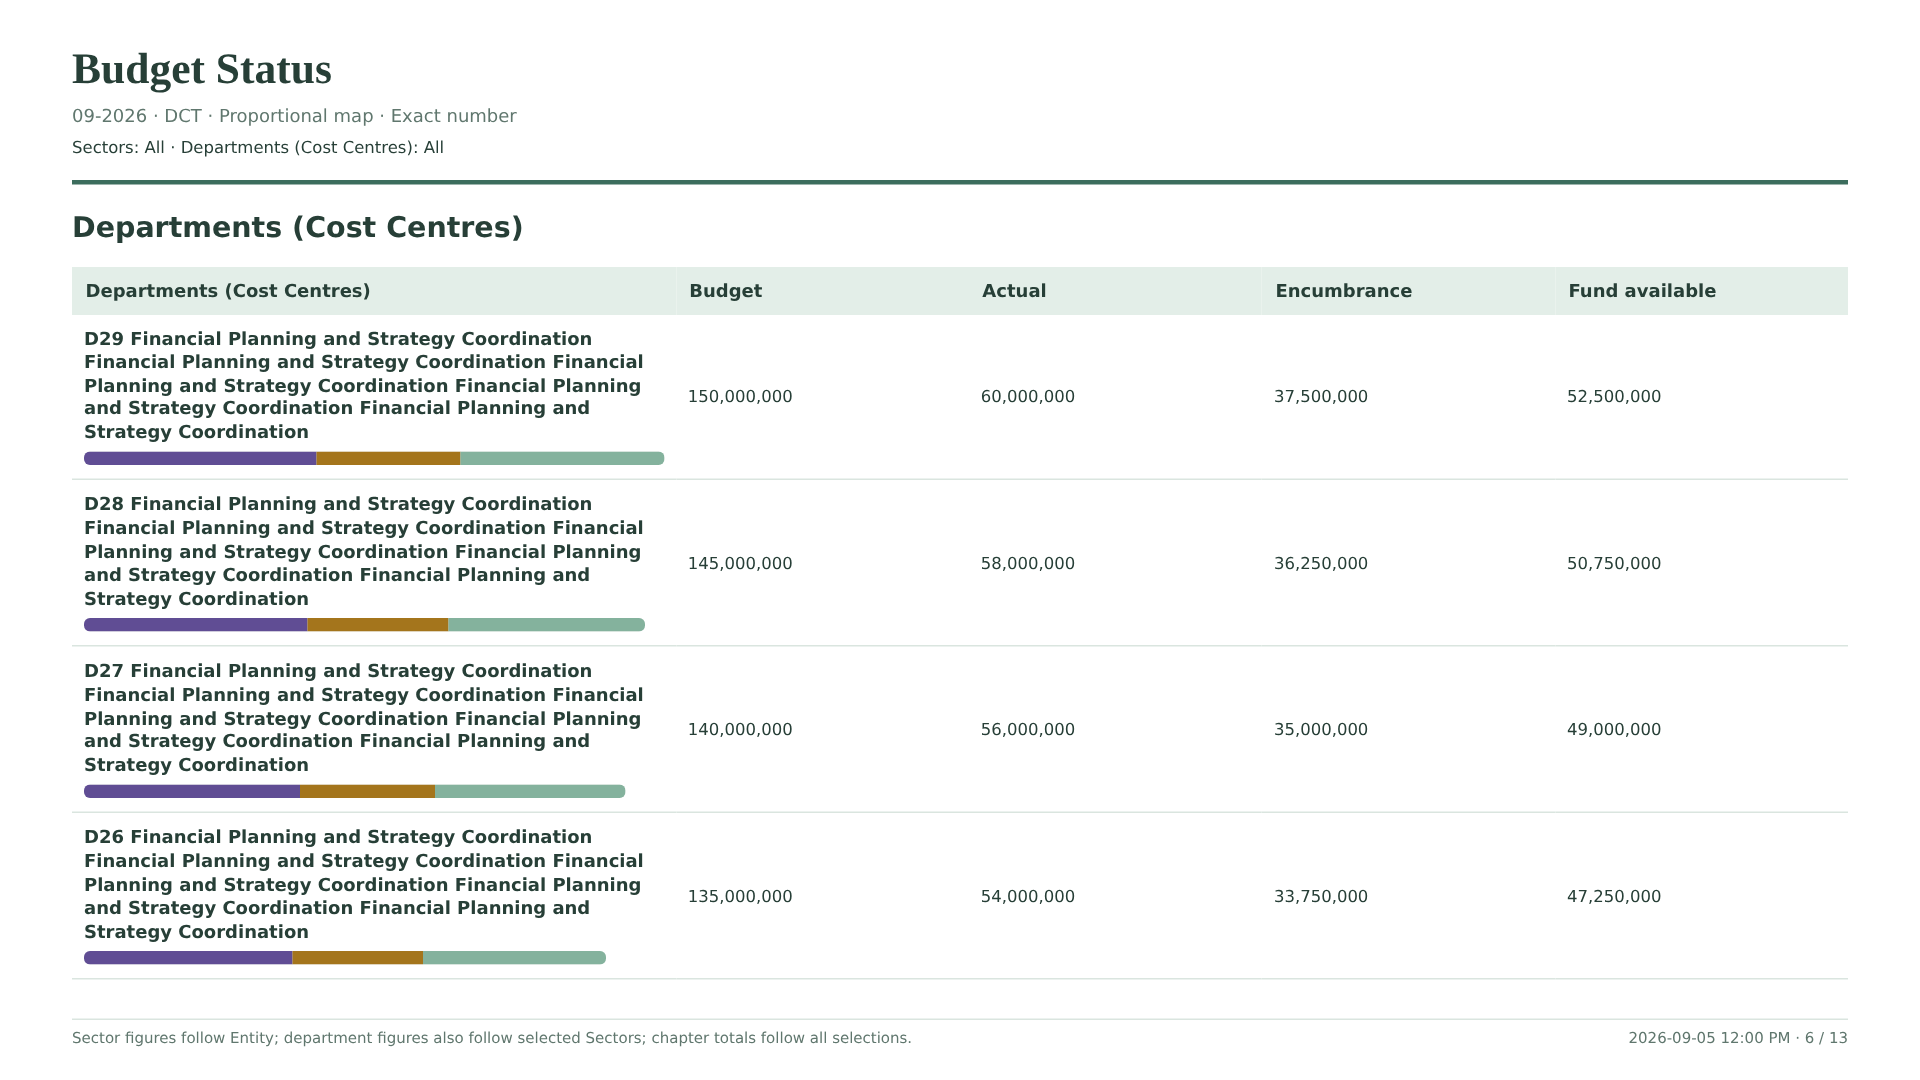 Budget Status
09-2026 · DCT · Proportional map · Exact number
Sectors: All · Departments (Cost Centres): All
Departments (Cost Centres)
Departments (Cost Centres) Budget Actual Encumbrance Fund available
D29 Financial Planning and Strategy Coordination
Financial Planning and Strategy Coordination Financial
Planning and Strategy Coordination Financial Planning
and Strategy Coordination Financial Planning and
Strategy Coordination
150,000,000 60,000,000 37,500,000 52,500,000
D28 Financial Planning and Strategy Coordination
Financial Planning and Strategy Coordination Financial
Planning and Strategy Coordination Financial Planning
and Strategy Coordination Financial Planning and
Strategy Coordination
145,000,000 58,000,000 36,250,000 50,750,000
D27 Financial Planning and Strategy Coordination
Financial Planning and Strategy Coordination Financial
Planning and Strategy Coordination Financial Planning
and Strategy Coordination Financial Planning and
Strategy Coordination
140,000,000 56,000,000 35,000,000 49,000,000
D26 Financial Planning and Strategy Coordination
Financial Planning and Strategy Coordination Financial
Planning and Strategy Coordination Financial Planning
and Strategy Coordination Financial Planning and
Strategy Coordination
135,000,000 54,000,000 33,750,000 47,250,000
Sector figures follow Entity; department figures also follow selected Sectors; chapter totals follow all selections.
2026-09-05 12:00 PM · 6 / 13